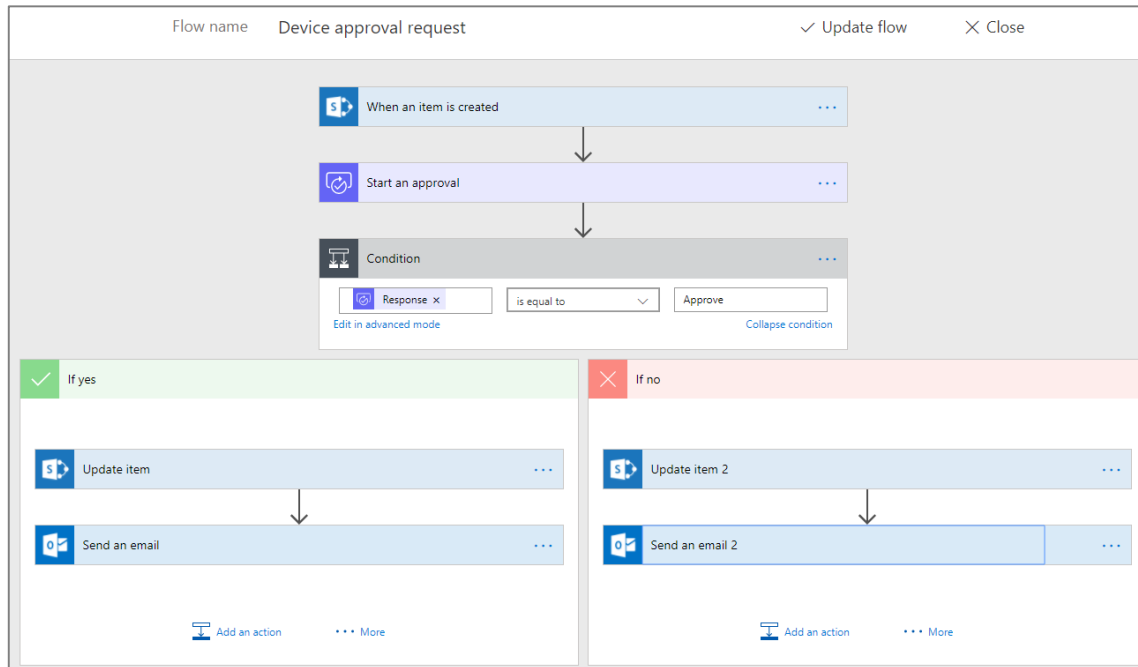 Flow name Device approval request Update flow Close
When an item is created
Start an approval
Condition
Response × is equal to Approve
Edit in advanced mode Collapse condition
If yes If no
Update item Update item 2
Send an email Send an email 2
Add an action More Add an action More